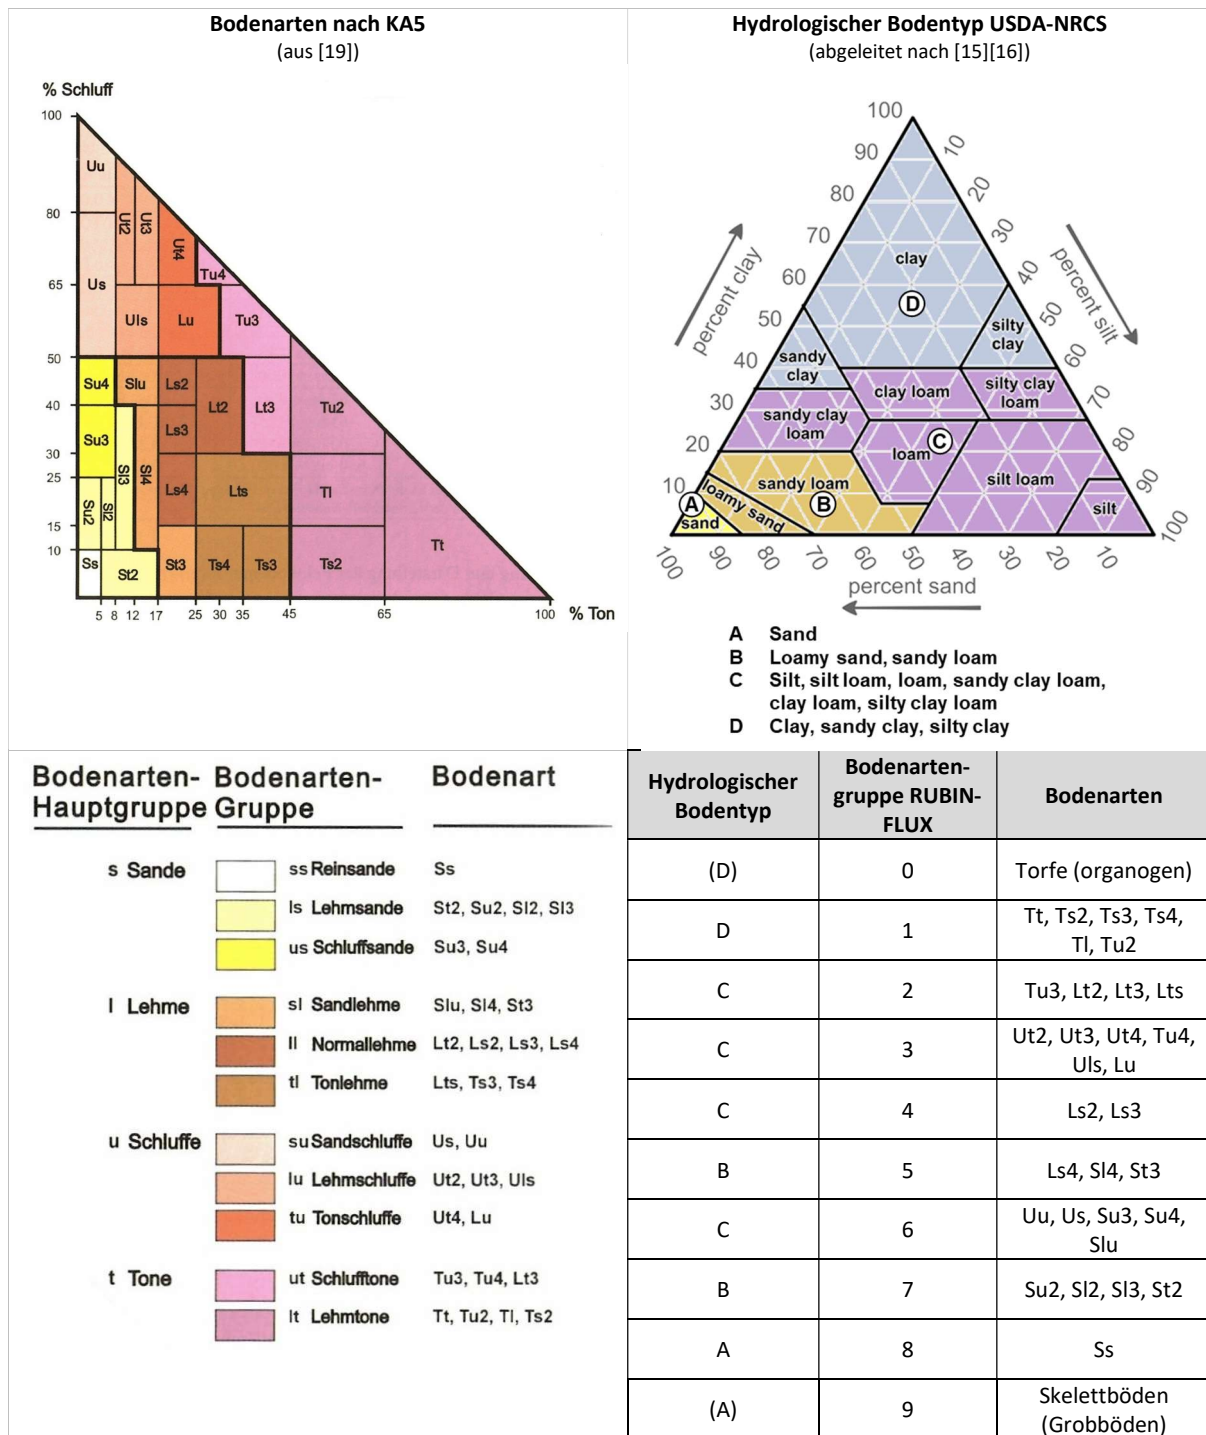 Bodenarten nach KA5
(aus [19])
% Schluff
100
80
65
50
40
30
25
15
10
Uu
Ut2
Ut3
Ut4
Tu4
Us
Uls
Lu
Tu3
Su4
Slu
Ls2
Lt2
Lt3
Tu2
Su3
Sl3
Sl4
Ls3
Su2
Sl2
Ls4
Lts
Tl
Tt
Ss
St2
St3
Ts4
Ts3
Ts2
5 8 12 17 25 30 35 45 65 100
% Ton
Hydrologischer Bodentyp USDA-NRCS
(abgeleitet nach [15][16])
100
90
80
70
60
50
40
30
20
10
percent clay
10
20
30
40
50
60
70
80
90
100
percent silt
100
90
80
70
60
50
40
30
20
10
percent sand
clay
D
silty
clay
sandy
clay
clay loam
silty clay
loam
sandy clay
loam
loam
C
sandy loam
silt loam
loamy sand
B
A
sand
silt
A Sand
B Loamy sand, sandy loam
C Silt, silt loam, loam, sandy clay loam,
clay loam, silty clay loam
D Clay, sandy clay, silty clay
Bodenarten- Bodenarten- Bodenart
Hauptgruppe Gruppe
s Sande ss Reinsande Ss
ls Lehmsande St2, Su2, Sl2, Sl3
us Schluffsande Su3, Su4
l Lehme sl Sandlehme Slu, Sl4, St3
ll Normallehme Lt2, Ls2, Ls3, Ls4
tl Tonlehme Lts, Ts3, Ts4
u Schluffe su Sandschluffe Us, Uu
lu Lehmschluffe Ut2, Ut3, Uls
tu Tonschluffe Ut4, Lu
t Tone ut Schlufftone Tu3, Tu4, Lt3
lt Lehmtone Tt, Tu2, Tl, Ts2
Hydrologischer
Bodentyp
Bodenarten-
gruppe RUBIN-
FLUX
Bodenarten
(D) 0 Torfe (organogen)
D 1 Tt, Ts2, Ts3, Ts4,
Tl, Tu2
C 2 Tu3, Lt2, Lt3, Lts
C 3 Ut2, Ut3, Ut4, Tu4,
Uls, Lu
C 4 Ls2, Ls3
B 5 Ls4, Sl4, St3
C 6 Uu, Us, Su3, Su4,
Slu
B 7 Su2, Sl2, Sl3, St2
A 8 Ss
(A) 9 Skelettböden
(Grobböden)